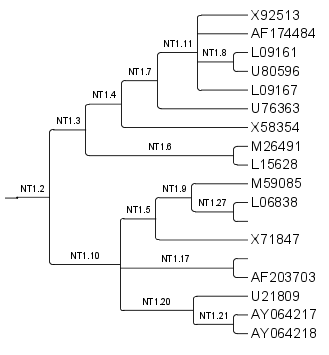 X92513
AF174484
NT1.11
L09161
NT1.8
U80596
NT1.7
L09167
NT1.4
U76363
NT1.3
X58354
M26491
NT1.6
L15628
M59085
NT1.9
NT1.2
L06838
NT1.27
NT1.5
X71847
NT1.10
NT1.17
AF203703
U21809
NT1.20
AY064217
NT1.21
AY064218